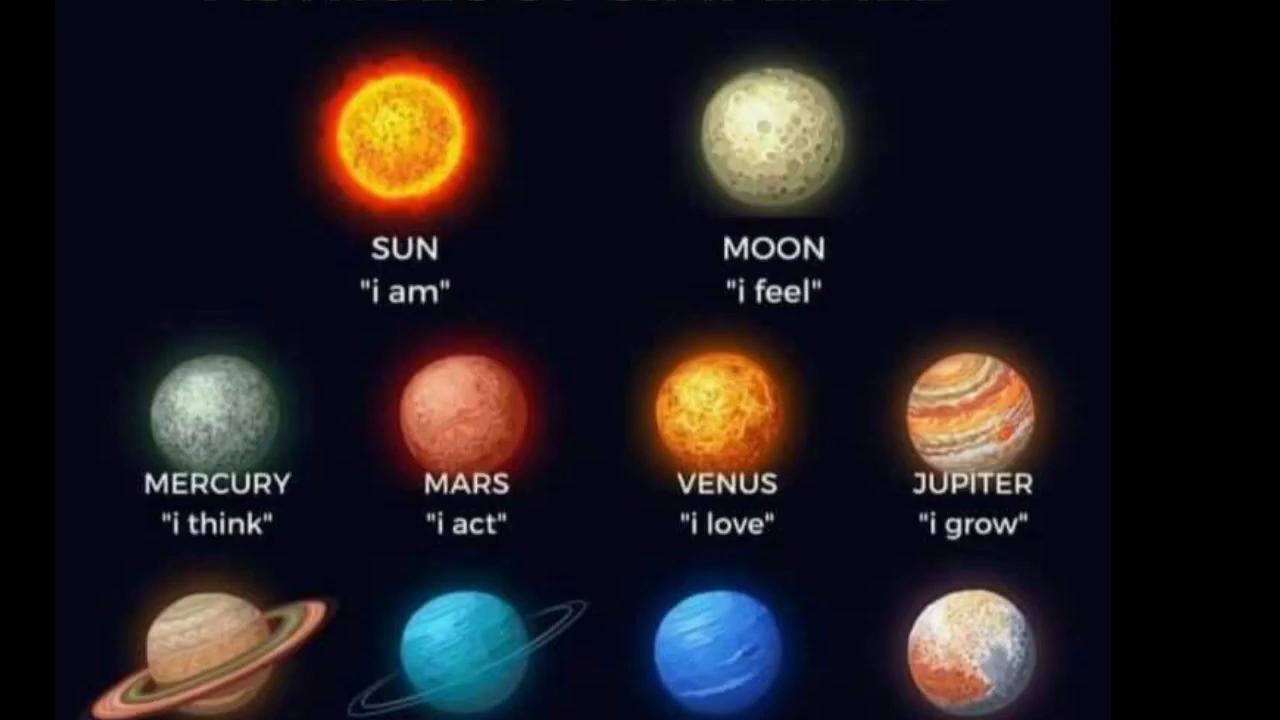 SUN
MOON
"i am"
"i feel"
MERCURY
MARS
VENUS
JUPITER
"i think"
"i act"
"i love"
"i grow"